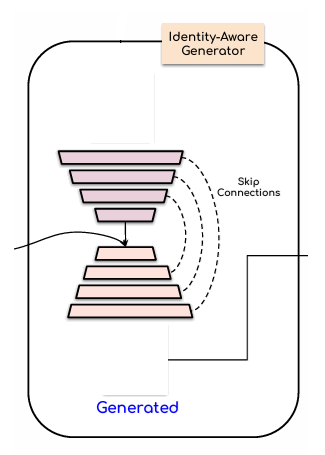 Identity-Aware
Generator
Skip
Connections
Generated